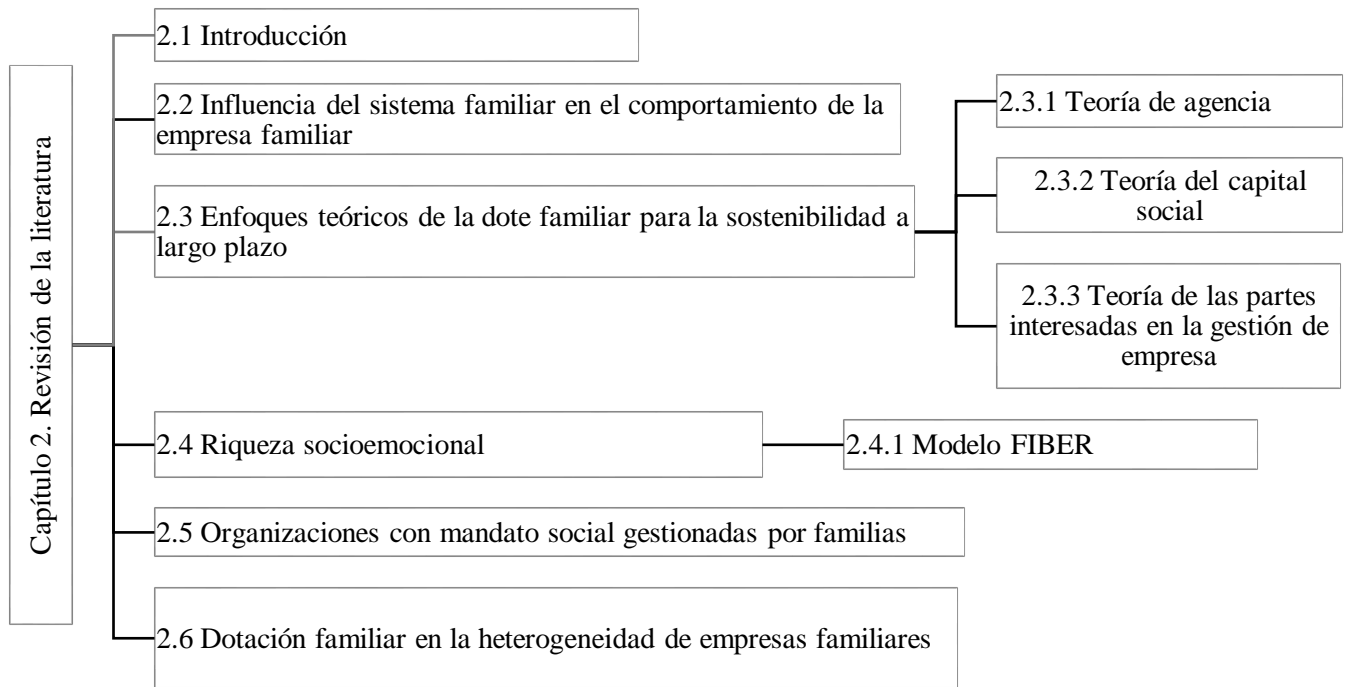 Capítulo 2. Revisión de la literatura
2.1 Introducción
2.2 Influencia del sistema familiar en el comportamiento de la
empresa familiar
2.3 Enfoques teóricos de la dote familiar para la sostenibilidad a
largo plazo
2.3.1 Teoría de agencia
2.3.2 Teoría del capital
social
2.3.3 Teoría de las partes
interesadas en la gestión de
empresa
2.4 Riqueza socioemocional
2.4.1 Modelo FIBER
2.5 Organizaciones con mandato social gestionadas por familias
2.6 Dotación familiar en la heterogeneidad de empresas familiares